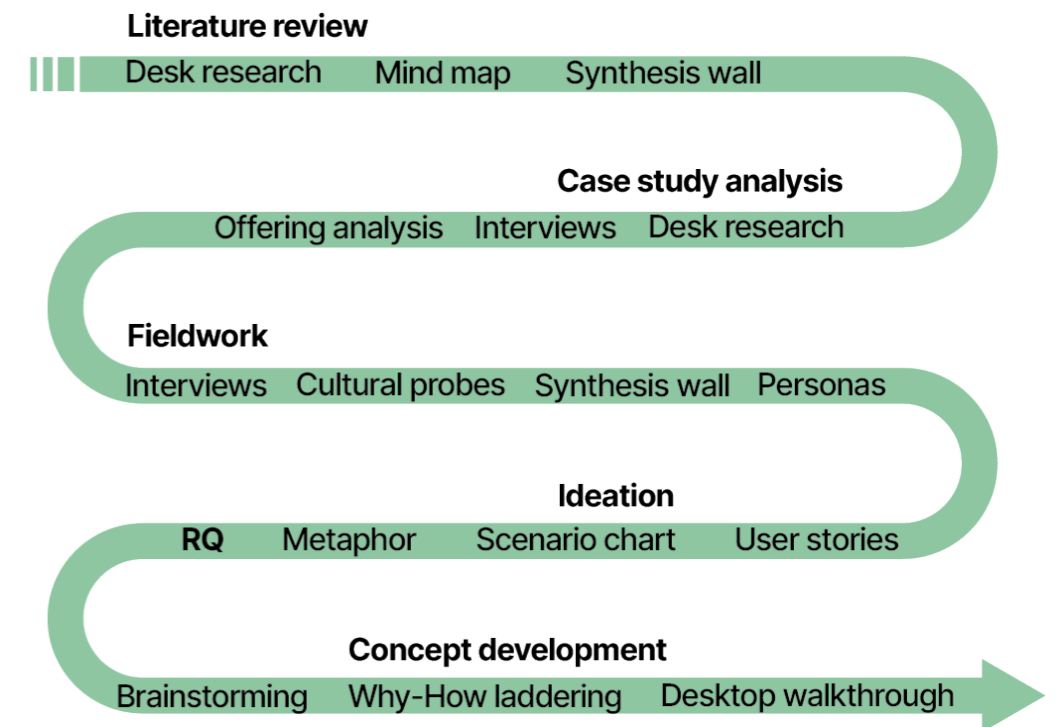 Literature review
Desk research Mind map Synthesis wall
Case study analysis
Offering analysis Interviews Desk research
Fieldwork
Interviews Cultural probes Synthesis wall Personas
Ideation
RQ Metaphor Scenario chart User stories
Concept development
Brainstorming Why-How laddering Desktop walkthrough